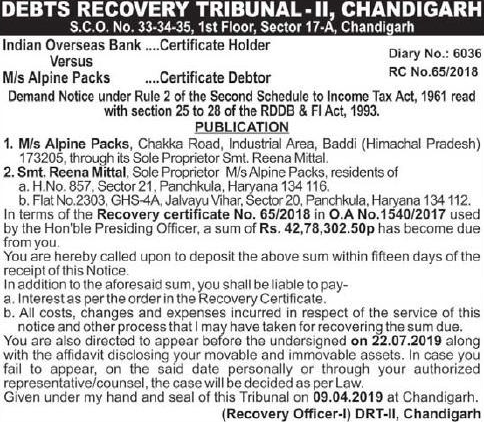 DEBTS RECOVERY TRIBUNAL - II, CHANDIGARH
S.C.O. No. 33-34-35, 1st Floor, Sector 17-A, Chandigarh
Indian Overseas Bank ....Certificate Holder
Diary No.: 6036
Versus
RC No.65/2018
M/s Alpine Packs ....Certificate Debtor
Demand Notice under Rule 2 of the Second Schedule to Income Tax Act, 1961 read
with section 25 to 28 of the RDDB & FI Act, 1993.
PUBLICATION
1. M/s Alpine Packs, Chakka Road, Industrial Area, Baddi (Himachal Pradesh)
173205, through its Sole Proprietor Smt. Reena Mittal.
2. Smt. Reena Mittal, Sole Proprietor M/s Alpine Packs, residents of
a. H.No. 857, Sector 21, Panchkula, Haryana 134 116.
b. Flat No.2303, GHS-4A, Jalvayu Vihar, Sector 20, Panchkula, Haryana 134 112.
In terms of the Recovery certificate No. 65/2018 in O.A No.1540/2017 used
by the Hon'ble Presiding Officer, a sum of Rs. 42,78,302.50p has become due
from you.
You are hereby called upon to deposit the above sum within fifteen days of the
receipt of this Notice.
In addition to the aforesaid sum, you shall be liable to pay-
a. Interest as per the order in the Recovery Certificate.
b. All costs, changes and expenses incurred in respect of the service of this
notice and other process that I may have taken for recovering the sum due.
You are also directed to appear before the undersigned on 22.07.2019 along
with the affidavit disclosing your movable and immovable assets. In case you
fail to appear, on the said date personally or through your authorized
representative/counsel, the case will be decided as per Law.
Given under my hand and seal of this Tribunal on 09.04.2019 at Chandigarh.
(Recovery Officer-I) DRT-II, Chandigarh